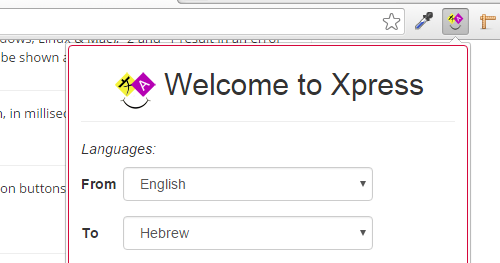 dows, Linux & Mac). -2 and -1 result in an error
be shown a
Welcome to Xpress
n, in millised
Languages:
From English
on buttons
To Hebrew